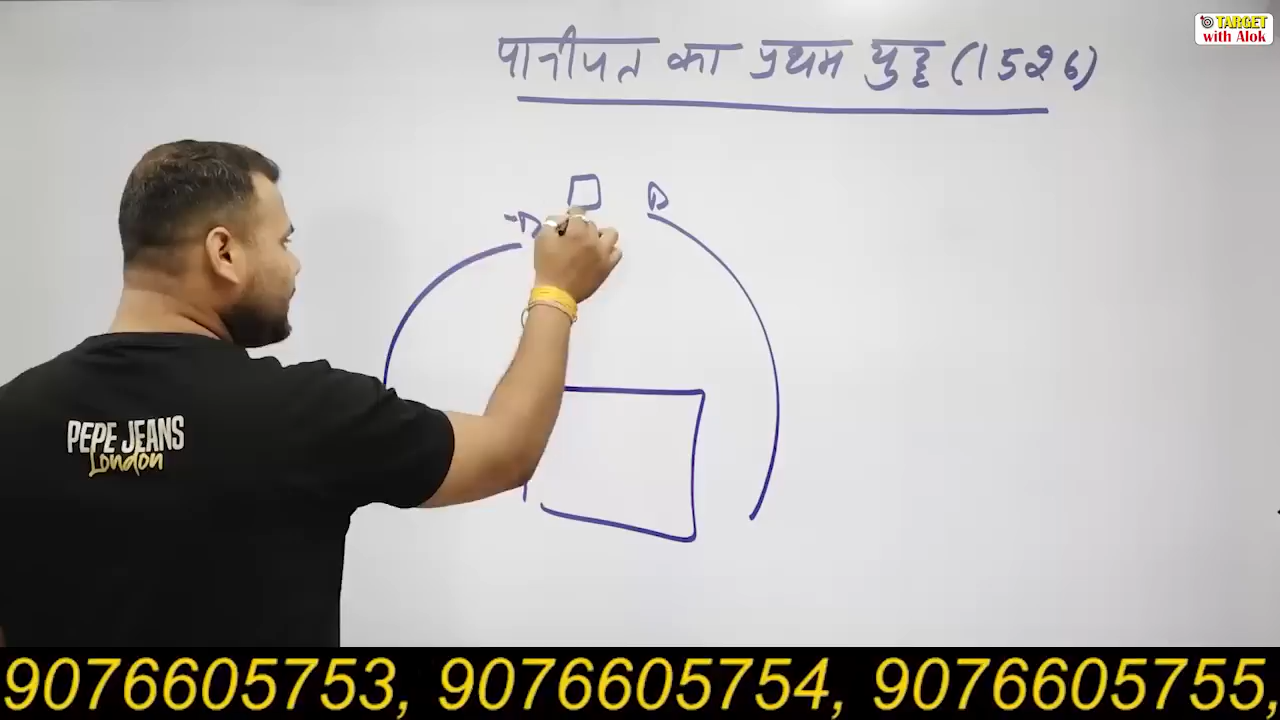 TARGET
with Alok
पानीपत का प्रथम युद्ध (1526)
PEPE JEANS
London
9076605753, 9076605754, 9076605755,